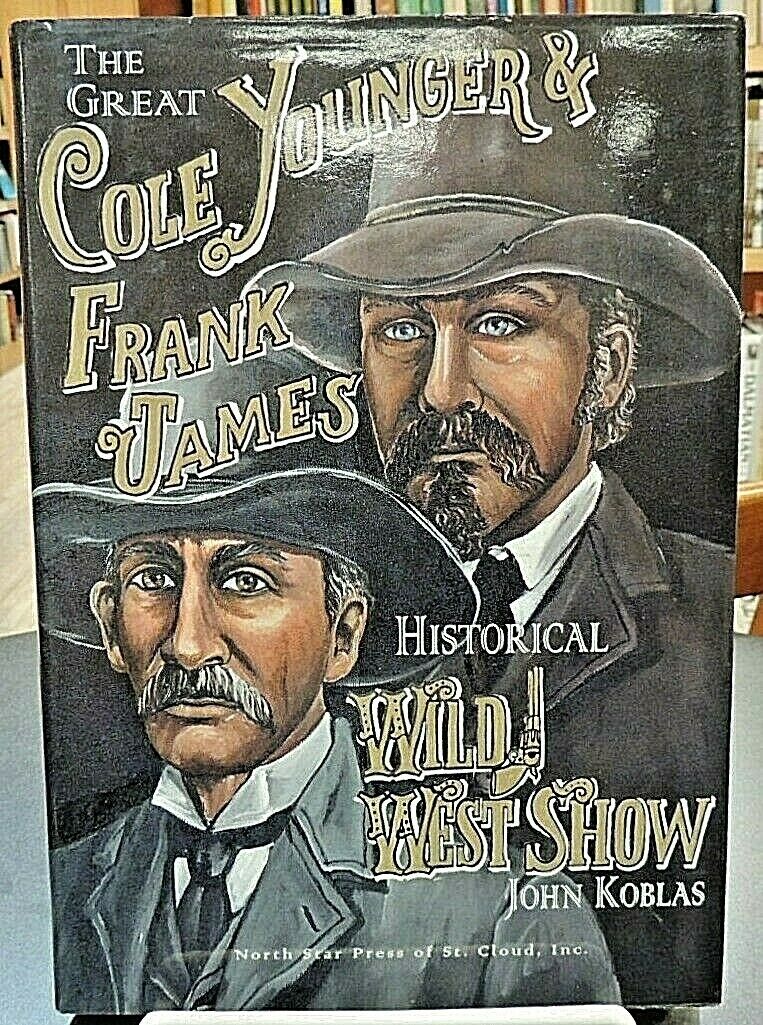 THE
GREAT
COLE YOUNGER &
FRANK
JAMES
HISTORICAL
WILD
WEST SHOW
JOHN KOBLAS
North Star Press of St. Cloud, Inc.
DALMATIAN